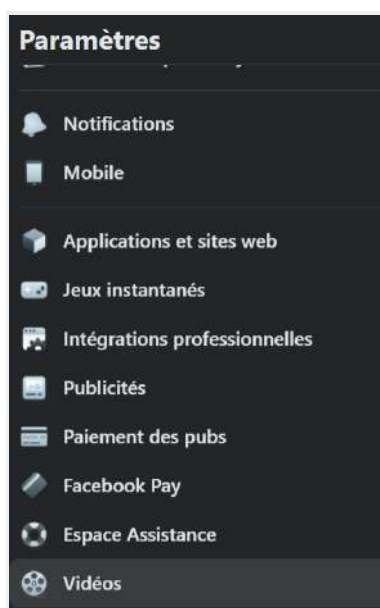 Paramètres
Notifications
Mobile
Applications et sites web
Jeux instantanés
Intégrations professionnelles
Publicités
Paiement des pubs
Facebook Pay
Espace Assistance
Vidéos